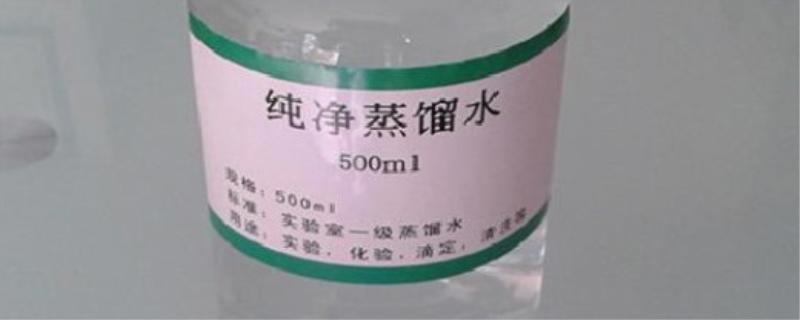 纯净蒸馏水
500ml
规格：500ml
标准：实验室一级蒸馏水
用途：实验，化验，滴定，清洗等